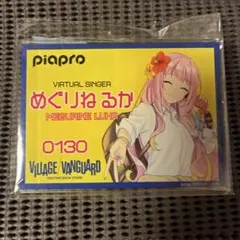 piapro
VIRTUAL SINGER
めぐりね るか
MEGURINE LUKA
0130
VILLAGE VANGUARD